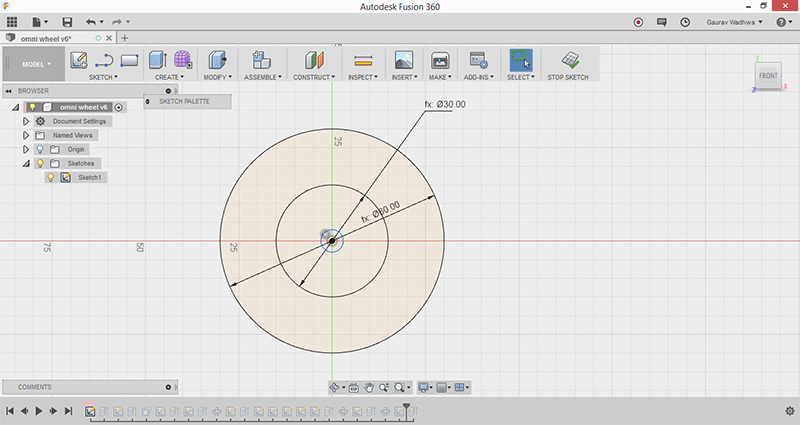 Autodesk Fusion 360
Gaurav Wadhwa
omni wheel v6*
MODEL
SKETCH
CREATE
MODIFY
ASSEMBLE
CONSTRUCT
INSPECT
INSERT
MAKE
ADD-INS
SELECT
STOP SKETCH
FRONT
BROWSER
SKETCH PALETTE
omni wheel v6
Document Settings
Named Views
Origin
Sketches
Sketch1
fx: Ø30.00
25
fx: Ø60.00
75
50
25
COMMENTS